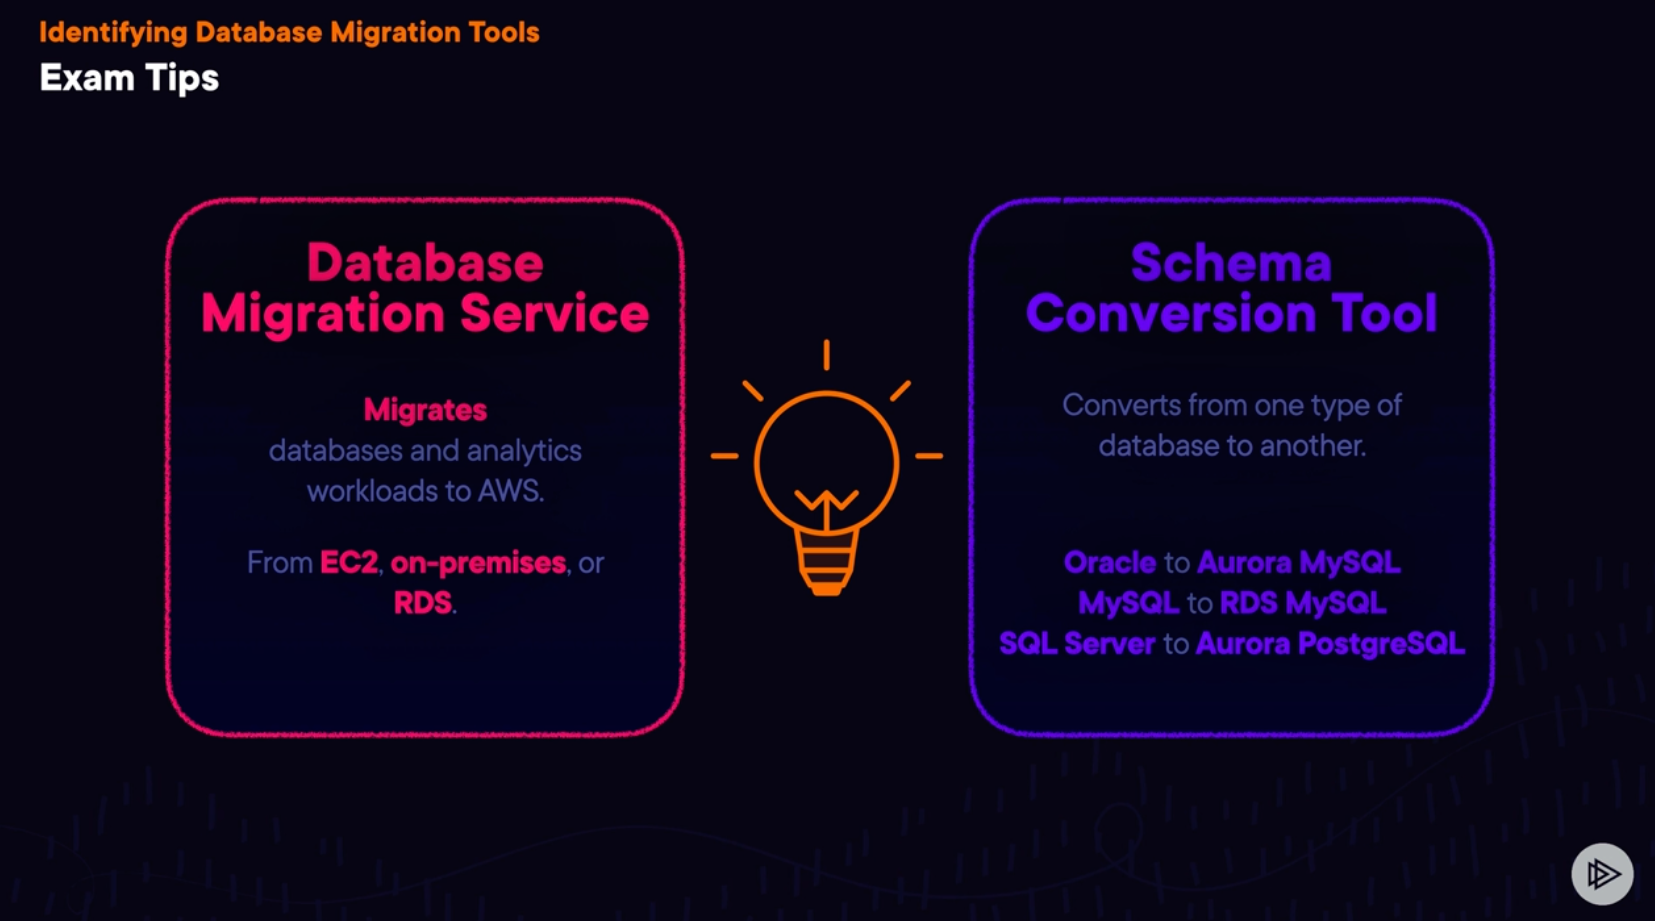 Identifying Database Migration Tools
Exam Tips
Database
Migration Service
Migrates
databases and analytics
workloads to AWS.
From EC2, on-premises, or
RDS.
Schema
Conversion Tool
Converts from one type of
database to another.
Oracle to Aurora MySQL
MySQL to RDS MySQL
SQL Server to Aurora PostgreSQL